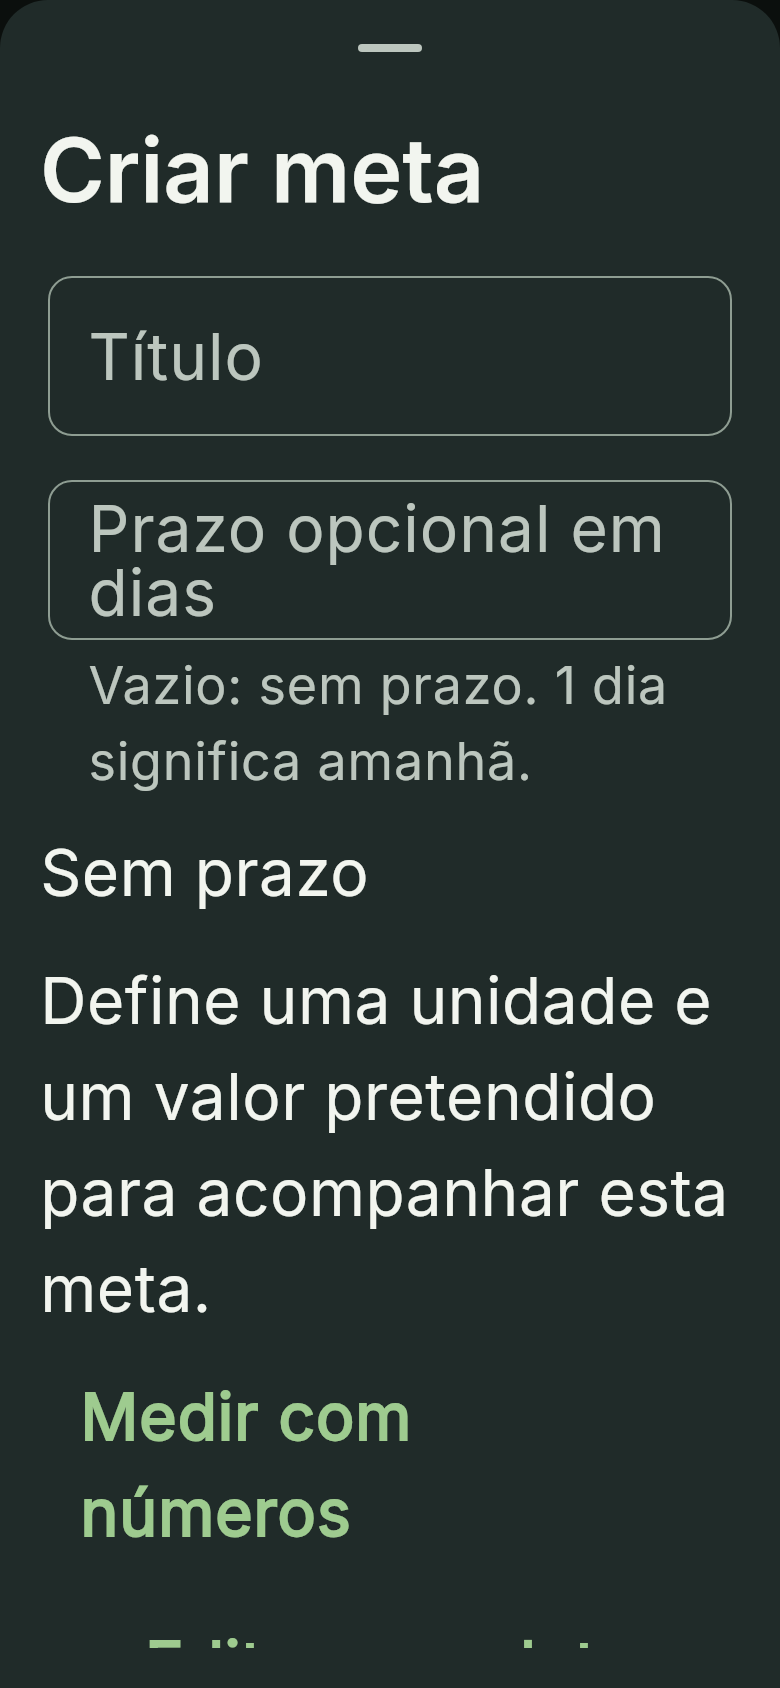 Criar meta
Título
Prazo opcional em
dias
Vazio: sem prazo. 1 dia
significa amanhã.
Sem prazo
Define uma unidade e
um valor pretendido
para acompanhar esta
meta.
Medir com
números